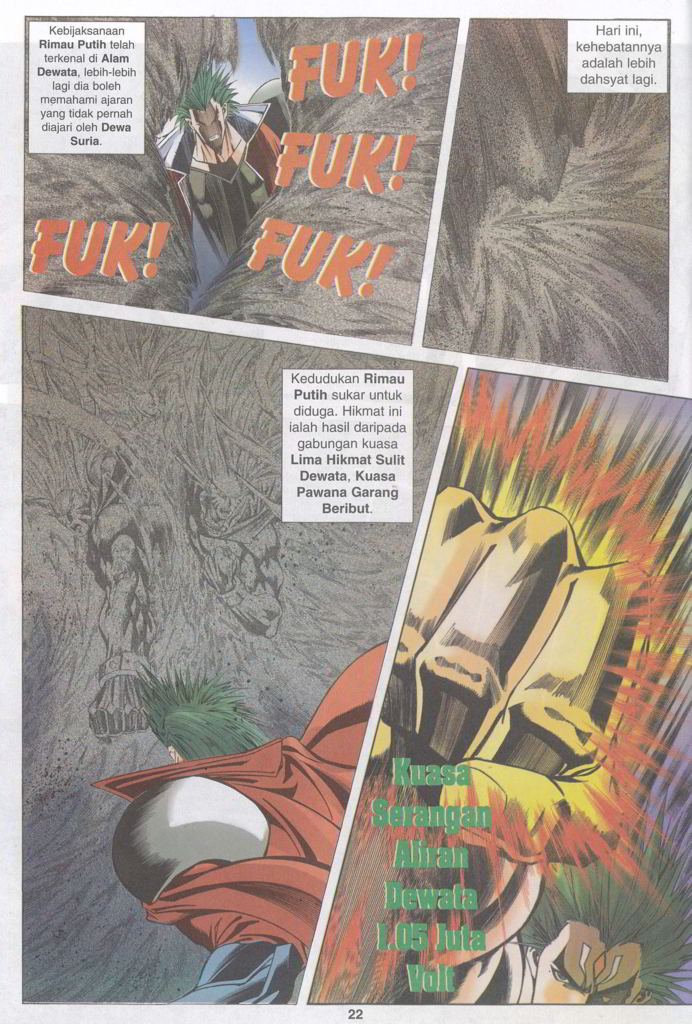 Kebijaksanaan
Rimau Putih telah
terkenal di Alam
Dewata, lebih-lebih
lagi dia boleh
memahami ajaran
yang tidak pernah
diajari oleh Dewa
Suria.
FUK!
FUK!
FUK!
FUK!
Hari ini,
kehebatannya
adalah lebih
dahsyat lagi.
Kedudukan Rimau
Putih sukar untuk
diduga. Hikmat ini
ialah hasil daripada
gabungan kuasa
Lima Hikmat Sulit
Dewata, Kuasa
Pawana Garang
Beribut.
Kuasa
Serangan
Aliran
Dewata
1.05 Juta
Volt
22